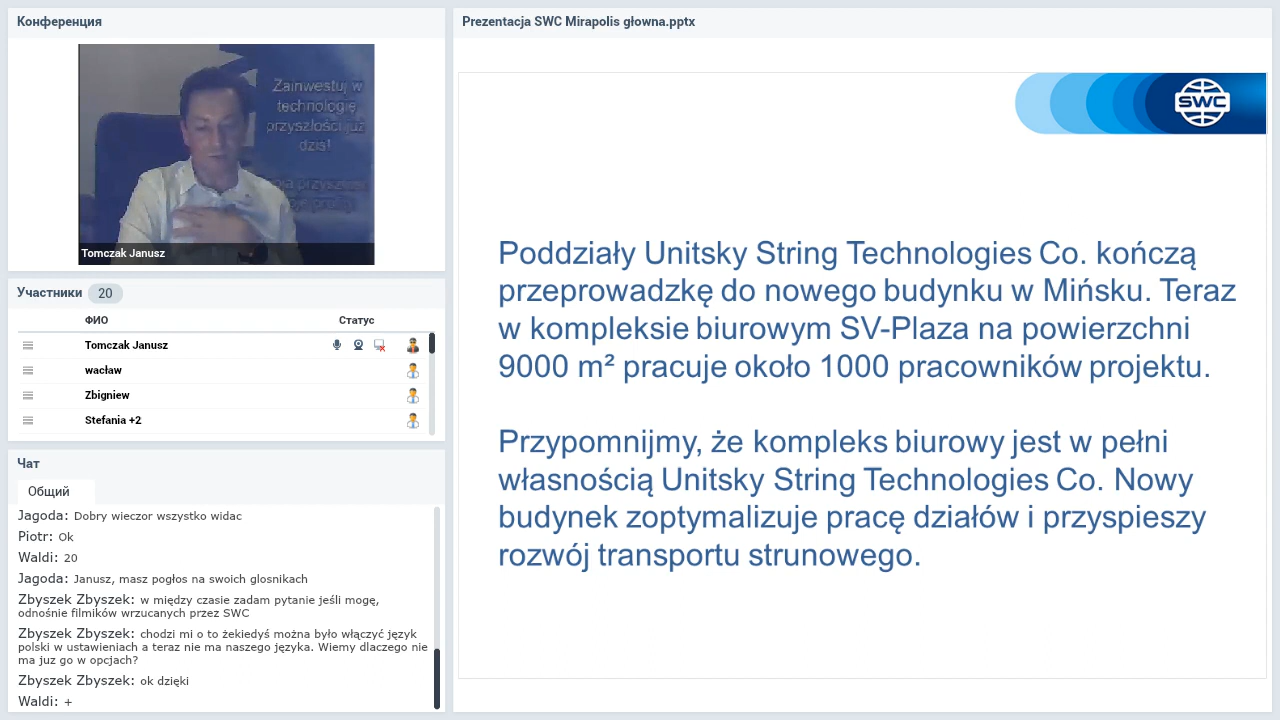 Конференция
Zainwestuj w
technologię
przyszłości już
dziś!
Tomczak Janusz
Участники 20
ФИО Статус
Tomczak Janusz
wacław
Zbigniew
Stefania +2
Чат
Общий
Jagoda: Dobry wieczor wszystko widac
Piotr: Ok
Waldi: 20
Jagoda: Janusz, masz pogłos na swoich glosnikach
Zbyszek Zbyszek: w między czasie zadam pytanie jeśli mogę,
odnośnie filmików wrzucanych przez SWC
Zbyszek Zbyszek: chodzi mi o to żekiedyś można było włączyć język
polski w ustawieniach a teraz nie ma naszego języka. Wiemy dlaczego nie
ma juz go w opcjach?
Zbyszek Zbyszek: ok dzięki
Waldi: +
Prezentacja SWC Mirapolis głowna.pptx
SWC
Poddziały Unitsky String Technologies Co. kończą
przeprowadzkę do nowego budynku w Mińsku. Teraz
w kompleksie biurowym SV-Plaza na powierzchni
9000 m² pracuje około 1000 pracowników projektu.
Przypomnijmy, że kompleks biurowy jest w pełni
własnością Unitsky String Technologies Co. Nowy
budynek zoptymalizuje pracę działów i przyspieszy
rozwój transportu strunowego.